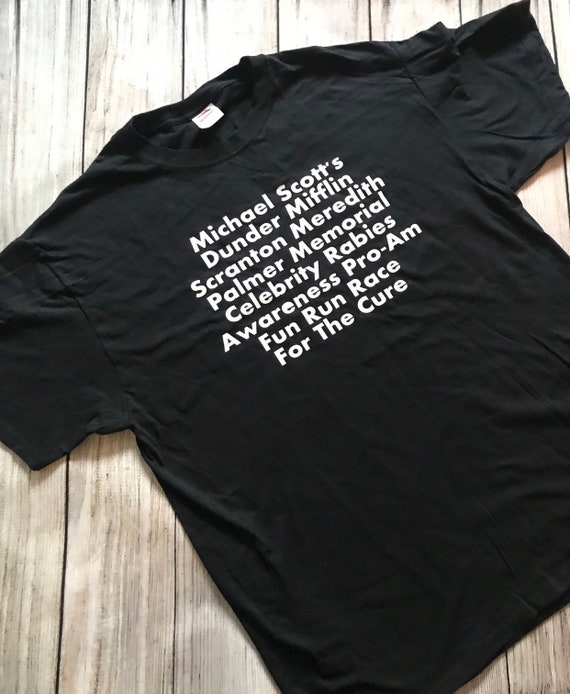 Michael Scott's
Dunder Mifflin
Scranton Meredith
Palmer Memorial
Celebrity Rabies
Awareness Pro-Am
Fun Run Race
For The Cure